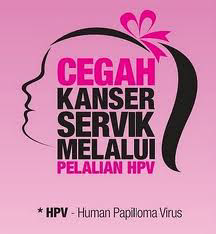 CEGAH
KANSER
SERVIK
MELALUI
PELALIAN HPV
* HPV - Human Papilloma Virus